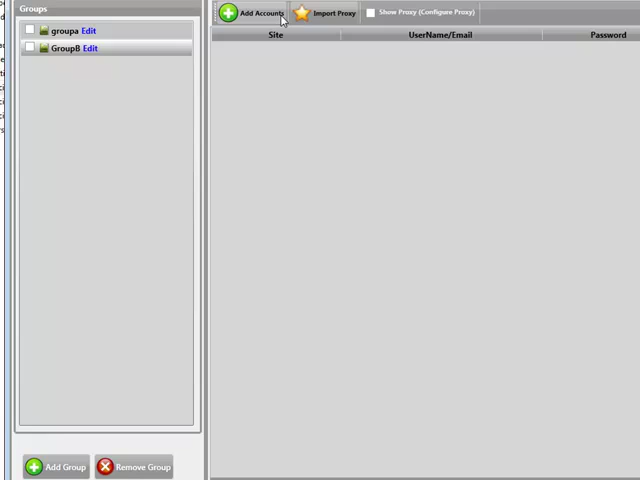 Groups
groupa Edit
GroupB Edit
Add Group
Remove Group
Add Accounts
Import Proxy
Show Proxy (Configure Proxy)
Site
UserName/Email
Password